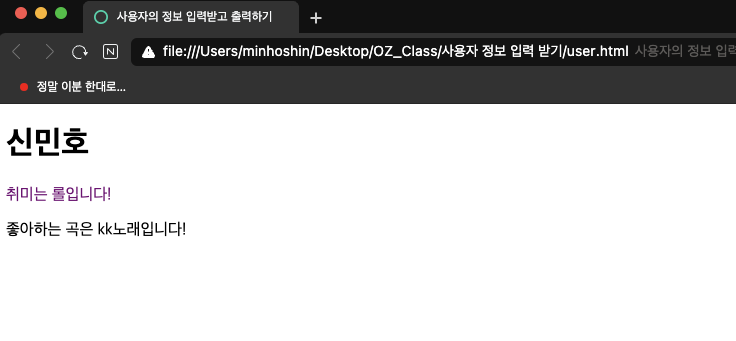 사용자의 정보 입력받고 출력하기
file:///Users/minhoshin/Desktop/OZ_Class/사용자 정보 입력 받기/user.html 사용자의 정보 입력
정말 이분 한대로...
신민호
취미는 롤입니다!
좋아하는 곡은 kk노래입니다!